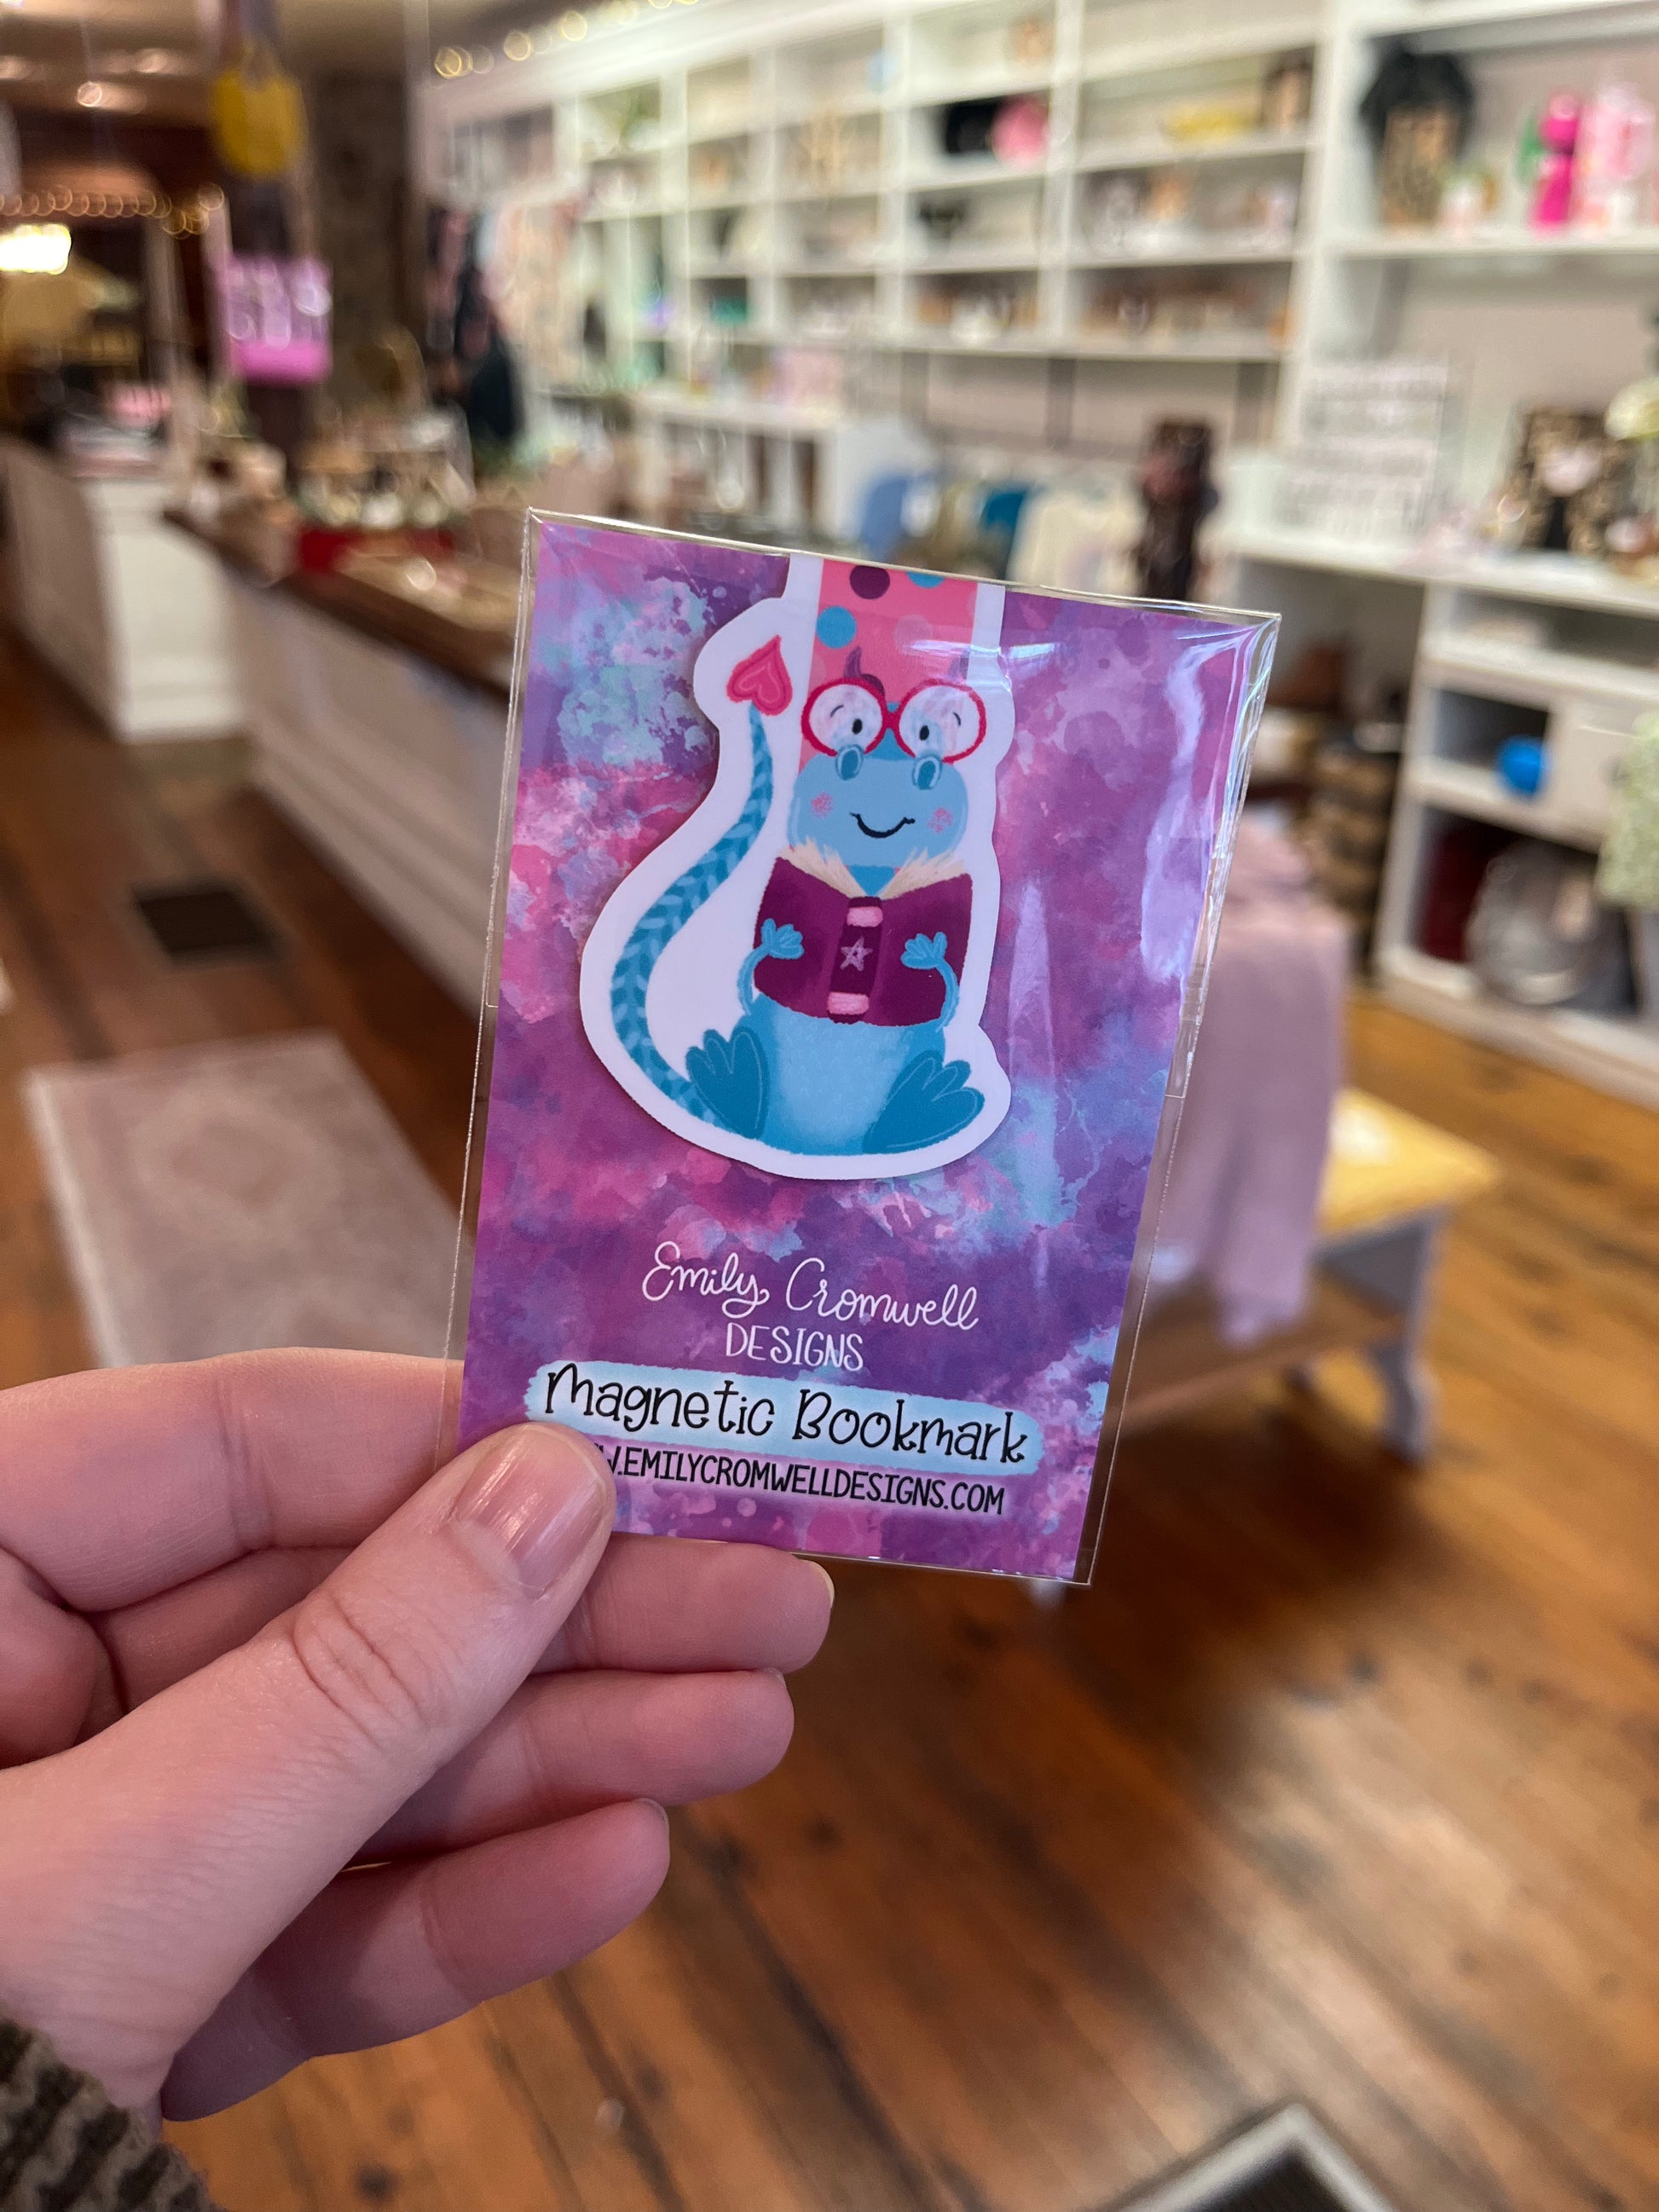 Emily Cromwell
DESIGNS
Magnetic Bookmark
W.EMILYCROMWELLDESIGNS.COM